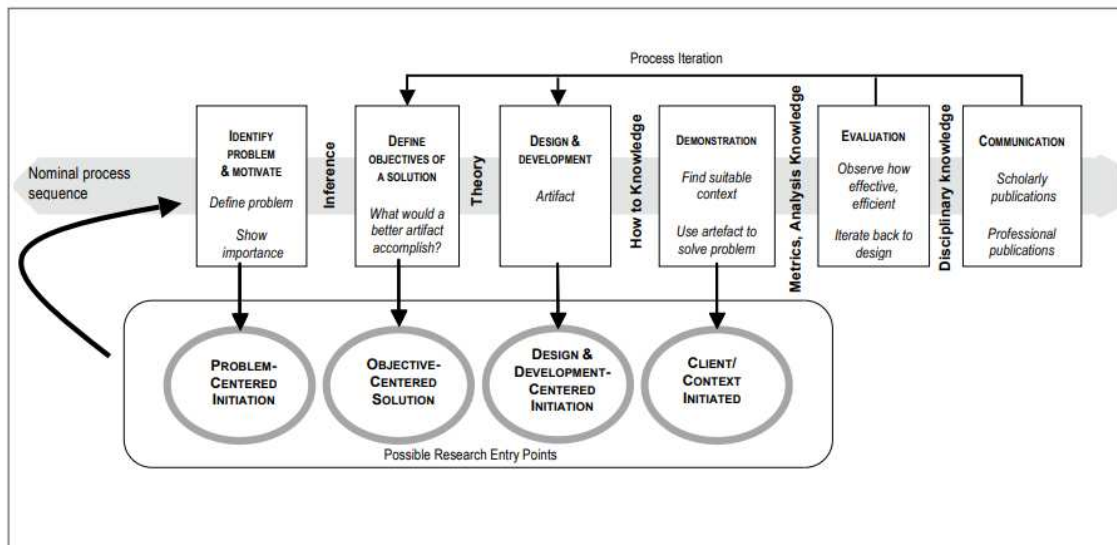 Process Iteration
Nominal process
sequence
IDENTIFY
PROBLEM
& MOTIVATE
Define problem
Show
importance
Inference
DEFINE
OBJECTIVES OF
A SOLUTION
What would a
better artifact
accomplish?
Theory
DESIGN &
DEVELOPMENT
Artifact
How to Knowledge
DEMONSTRATION
Find suitable
context
Use artefact to
solve problem
Metrics, Analysis Knowledge
EVALUATION
Observe how
effective,
efficient
Iterate back to
design
Disciplinary knowledge
COMMUNICATION
Scholarly
publications
Professional
publications
PROBLEM-
CENTERED
INITIATION
OBJECTIVE-
CENTERED
SOLUTION
DESIGN &
DEVELOPMENT-
CENTERED
INITIATION
CLIENT/
CONTEXT
INITIATED
Possible Research Entry Points